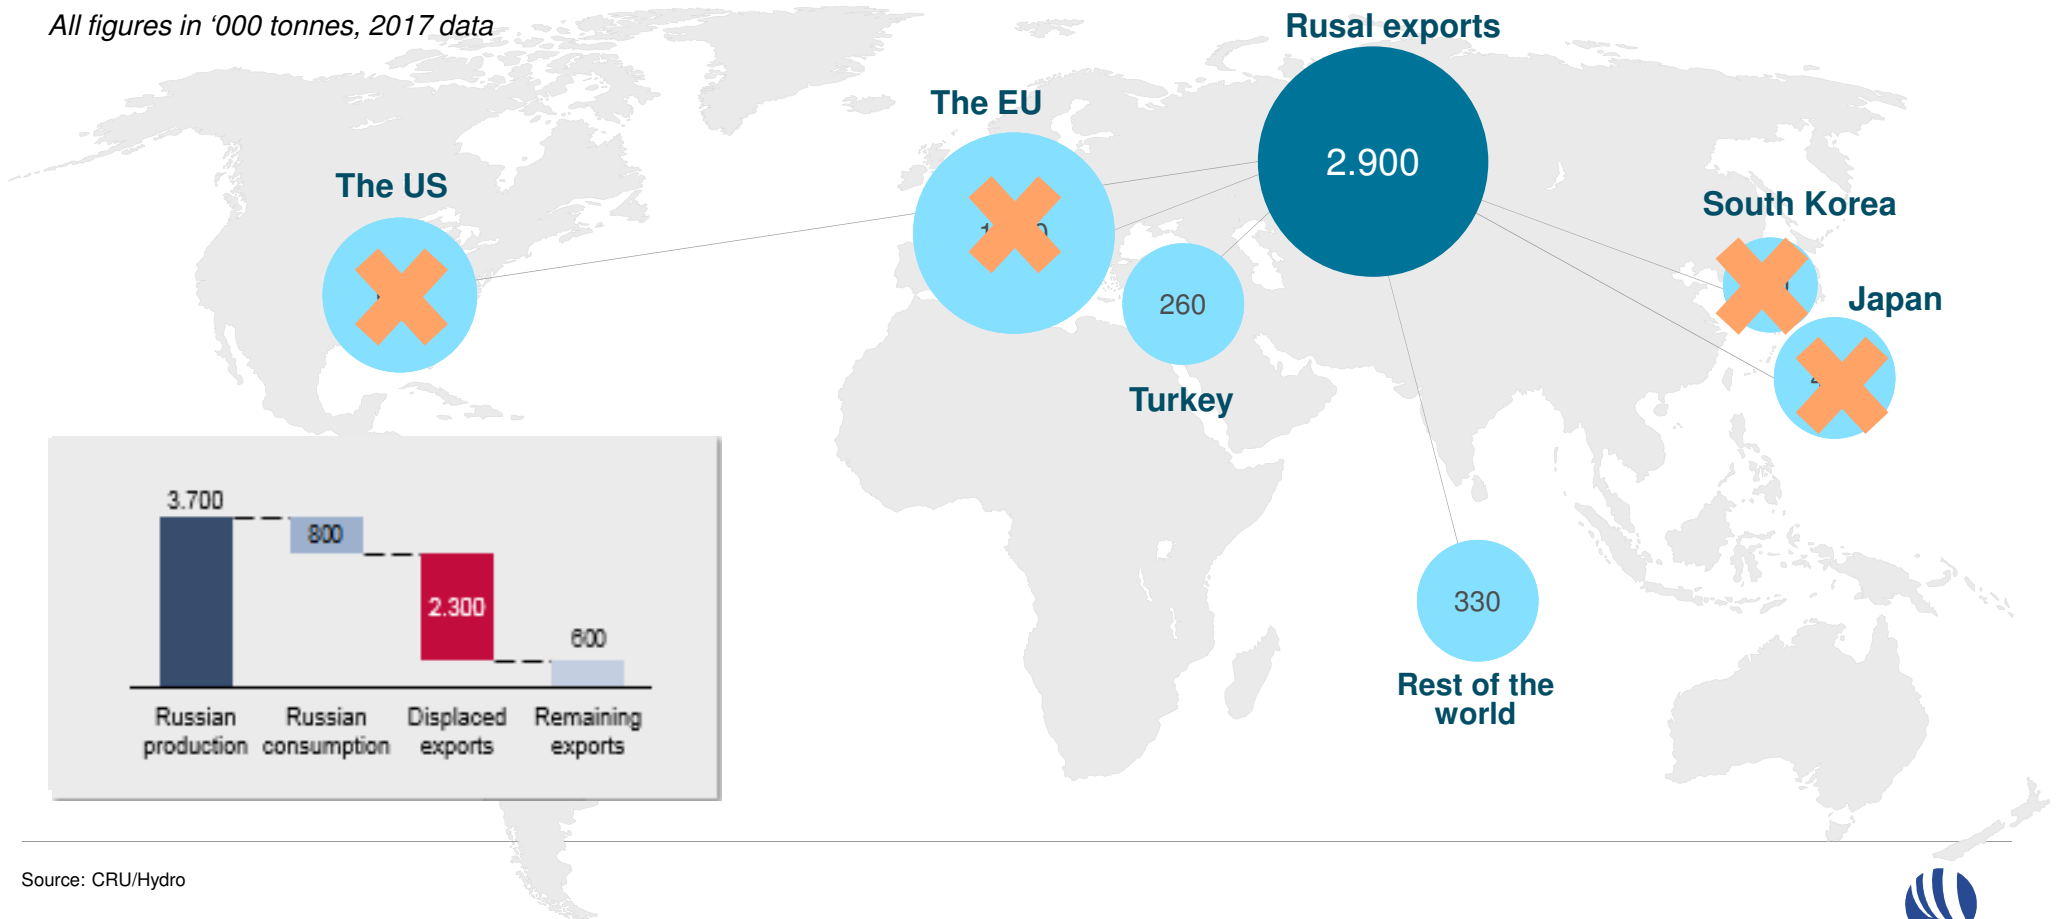 All figures in ‘000 tonnes, 2017 data
Rusal exports
2.900
The EU
The US
South Korea
Japan
260
Turkey
330
Rest of the
world
3.700
800
2.300
600
Russian
production
Russian
consumption
Displaced
exports
Remaining
exports
Source: CRU/Hydro